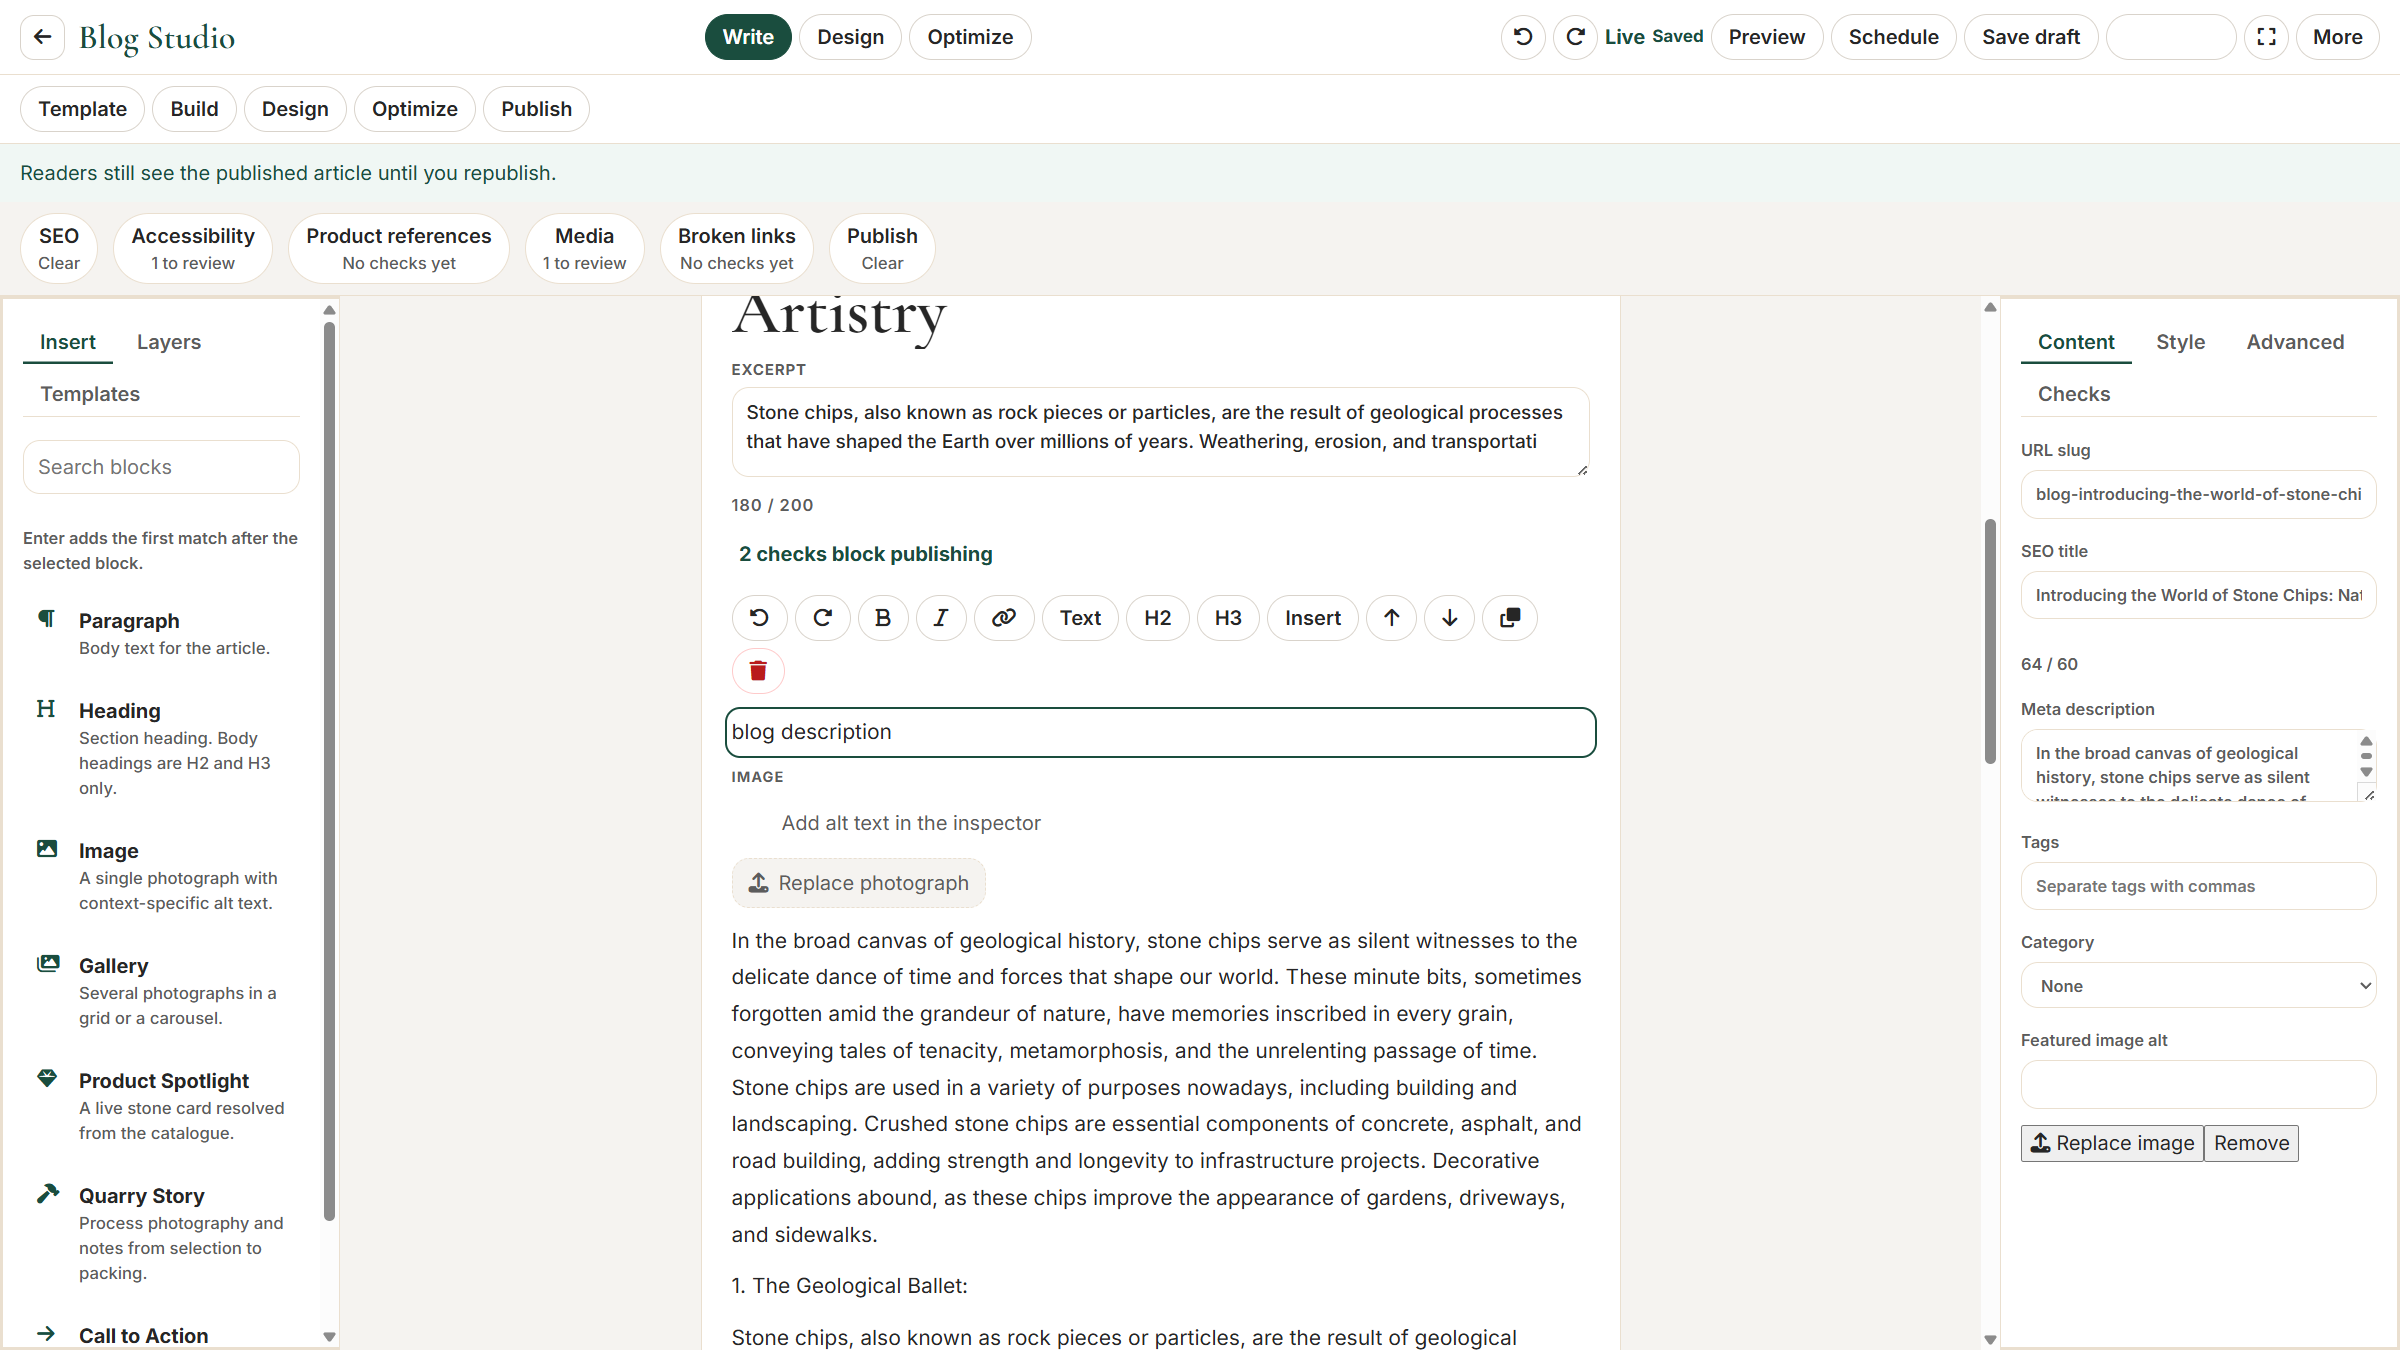 Blog Studio
Write
Design
Optimize
Live Saved
Preview
Schedule
Save draft
More
Template
Build
Design
Optimize
Publish
Readers still see the published article until you republish.
SEO
Clear
Accessibility
1 to review
Product references
No checks yet
Media
1 to review
Broken links
No checks yet
Publish
Clear
Insert
Layers
Templates
Search blocks
Enter adds the first match after the
selected block.
Paragraph
Body text for the article.
Heading
Section heading. Body
headings are H2 and H3
only.
Image
A single photograph with
context-specific alt text.
Gallery
Several photographs in a
grid or a carousel.
Product Spotlight
A live stone card resolved
from the catalogue.
Quarry Story
Process photography and
notes from selection to
packing.
Call to Action
Artistry
EXCERPT
Stone chips, also known as rock pieces or particles, are the result of geological processes
that have shaped the Earth over millions of years. Weathering, erosion, and transportati
180 / 200
2 checks block publishing
B
I
Text
H2
H3
Insert
blog description
IMAGE
Add alt text in the inspector
Replace photograph
In the broad canvas of geological history, stone chips serve as silent witnesses to the
delicate dance of time and forces that shape our world. These minute bits, sometimes
forgotten amid the grandeur of nature, have memories inscribed in every grain,
conveying tales of tenacity, metamorphosis, and the unrelenting passage of time.
Stone chips are used in a variety of purposes nowadays, including building and
landscaping. Crushed stone chips are essential components of concrete, asphalt, and
road building, adding strength and longevity to infrastructure projects. Decorative
applications abound, as these chips improve the appearance of gardens, driveways,
and sidewalks.
1. The Geological Ballet:
Stone chips, also known as rock pieces or particles, are the result of geological
Content
Style
Advanced
Checks
URL slug
blog-introducing-the-world-of-stone-chi
SEO title
Introducing the World of Stone Chips: Nat
64 / 60
Meta description
In the broad canvas of geological
history, stone chips serve as silent
witnesses to the delicate dance of
Tags
Separate tags with commas
Category
None
Featured image alt
Replace image
Remove